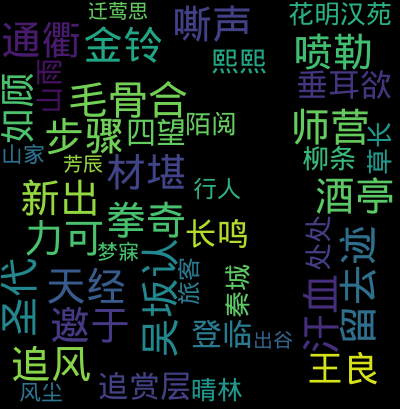 迁莺思
嘶声
花明汉苑
通衢
金铃
喷勒
熙熙
山雨
垂耳欲
如顾
毛骨合
步骤
四望
陌阅
师营
草长
山家
芳辰
材堪
柳条
行人
新出
酒亭
拳奇
力可
长鸣
梦寐
处处
吴坂认
旅客
去迹
秦城
圣代
天经
汗血
留
邀于
登临
出谷
追风
王良
风尘
追赏层
晴林